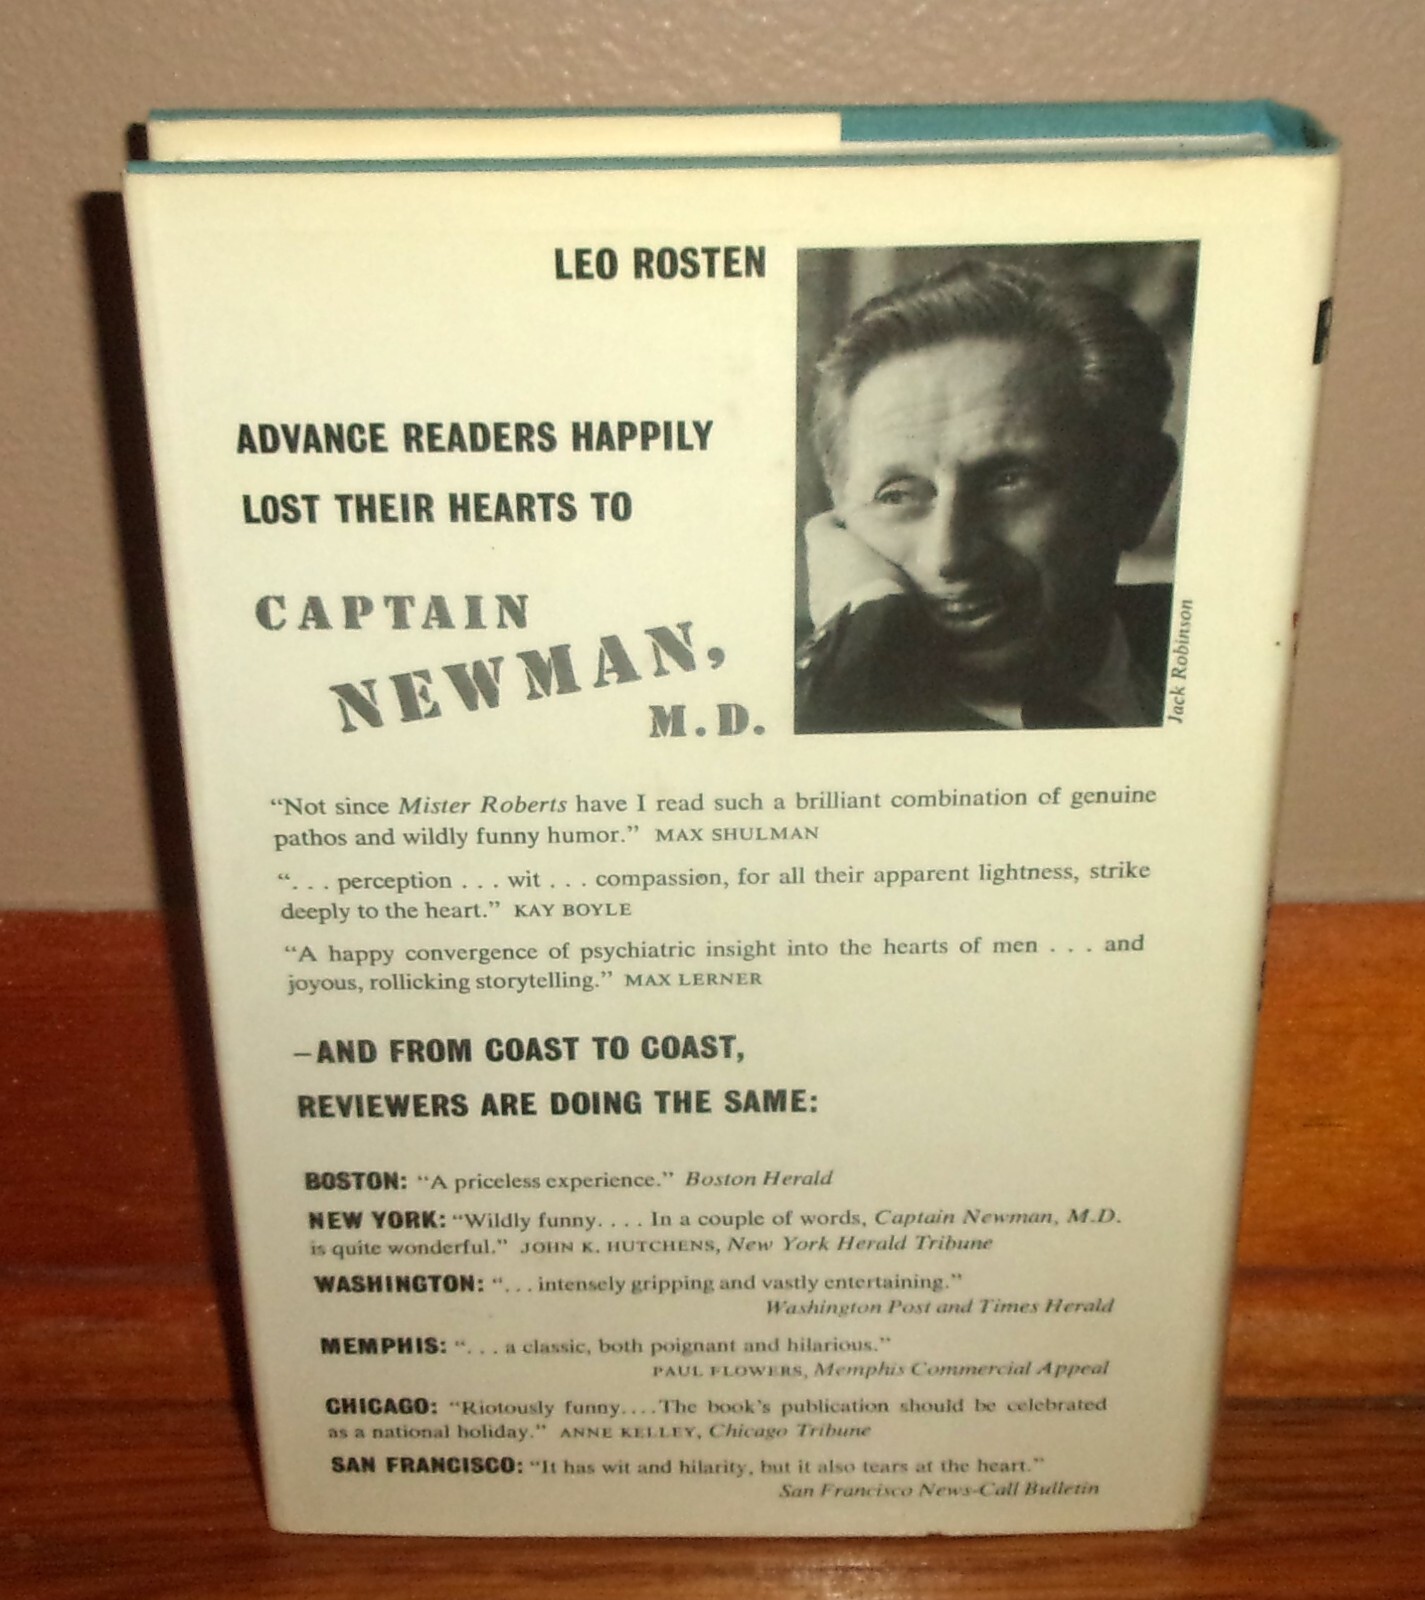 LEO ROSTEN
ADVANCE READERS HAPPILY
LOST THEIR HEARTS TO
CAPTAIN
NEWMAN,
M.D.
Jack Robinson
“Not since Mister Roberts have I read such a brilliant combination of genuine
pathos and wildly funny humor.” MAX SHULMAN
“. . . perception . . . wit . . . compassion, for all their apparent lightness, strike
deeply to the heart.” KAY BOYLE
“A happy convergence of psychiatric insight into the hearts of men . . . and
joyous, rollicking storytelling.” MAX LERNER
—AND FROM COAST TO COAST,
REVIEWERS ARE DOING THE SAME:
BOSTON: “A priceless experience.” Boston Herald
NEW YORK: “Wildly funny. . . . In a couple of words, Captain Newman, M.D.
is quite wonderful.” JOHN K. HUTCHENS, New York Herald Tribune
WASHINGTON: “. . . intensely gripping and vastly entertaining.”
Washington Post and Times Herald
MEMPHIS: “. . . a classic, both poignant and hilarious.”
PAUL FLOWERS, Memphis Commercial Appeal
CHICAGO: “Riotously funny....The book’s publication should be celebrated
as a national holiday.” ANNE KELLEY, Chicago Tribune
SAN FRANCISCO: “It has wit and hilarity, but it also tears at the heart.”
San Francisco News-Call Bulletin